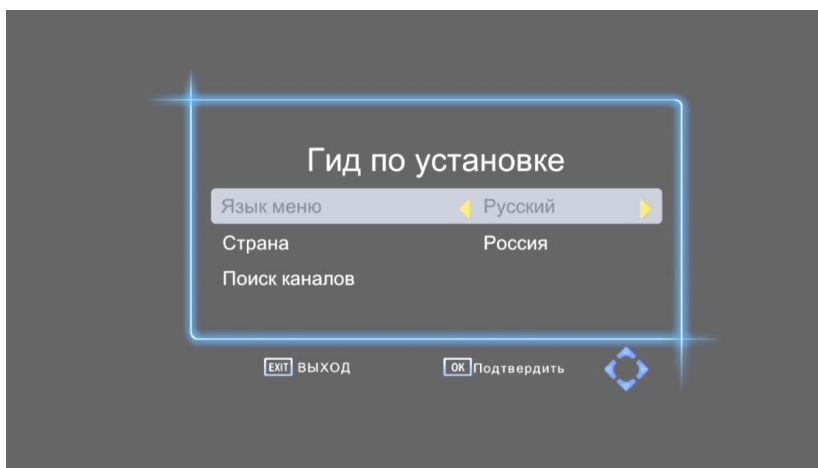 Гид по установке
Язык меню Русский
Страна Россия
Поиск каналов
EXIT ВЫХОД OK Подтвердить